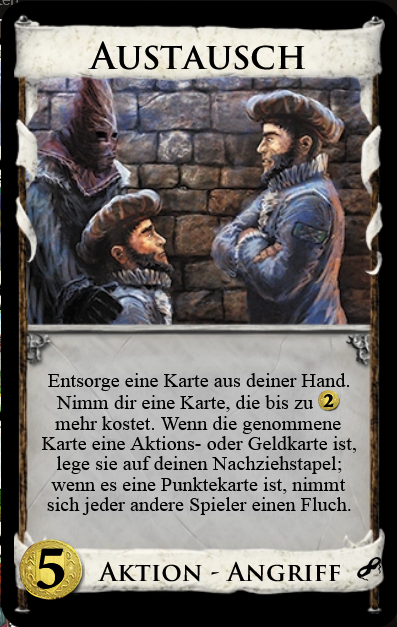 AUSTAUSCH
Entsorge eine Karte aus deiner Hand.
Nimm dir eine Karte, die bis zu 2
mehr kostet. Wenn die genommene
Karte eine Aktions- oder Geldkarte ist,
lege sie auf deinen Nachziehstapel;
wenn es eine Punktekarte ist, nimmt
sich jeder andere Spieler einen Fluch.
5 AKTION - ANGRIFF